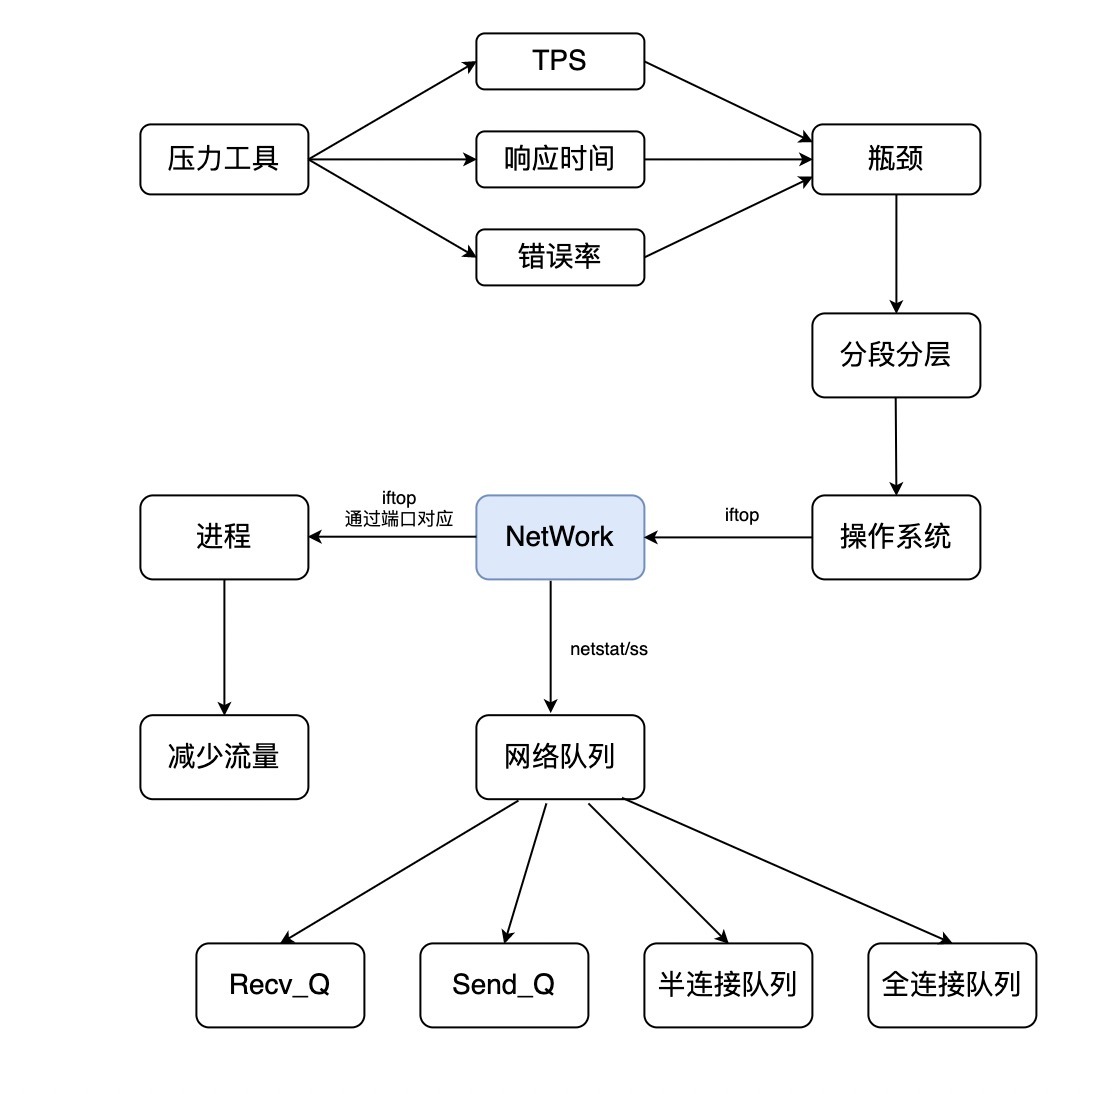 TPS
压力工具
响应时间
瓶颈
错误率
分段分层
进程
iftop
通过端口对应
NetWork
iftop
操作系统
netstat/ss
减少流量
网络队列
Recv_Q
Send_Q
半连接队列
全连接队列